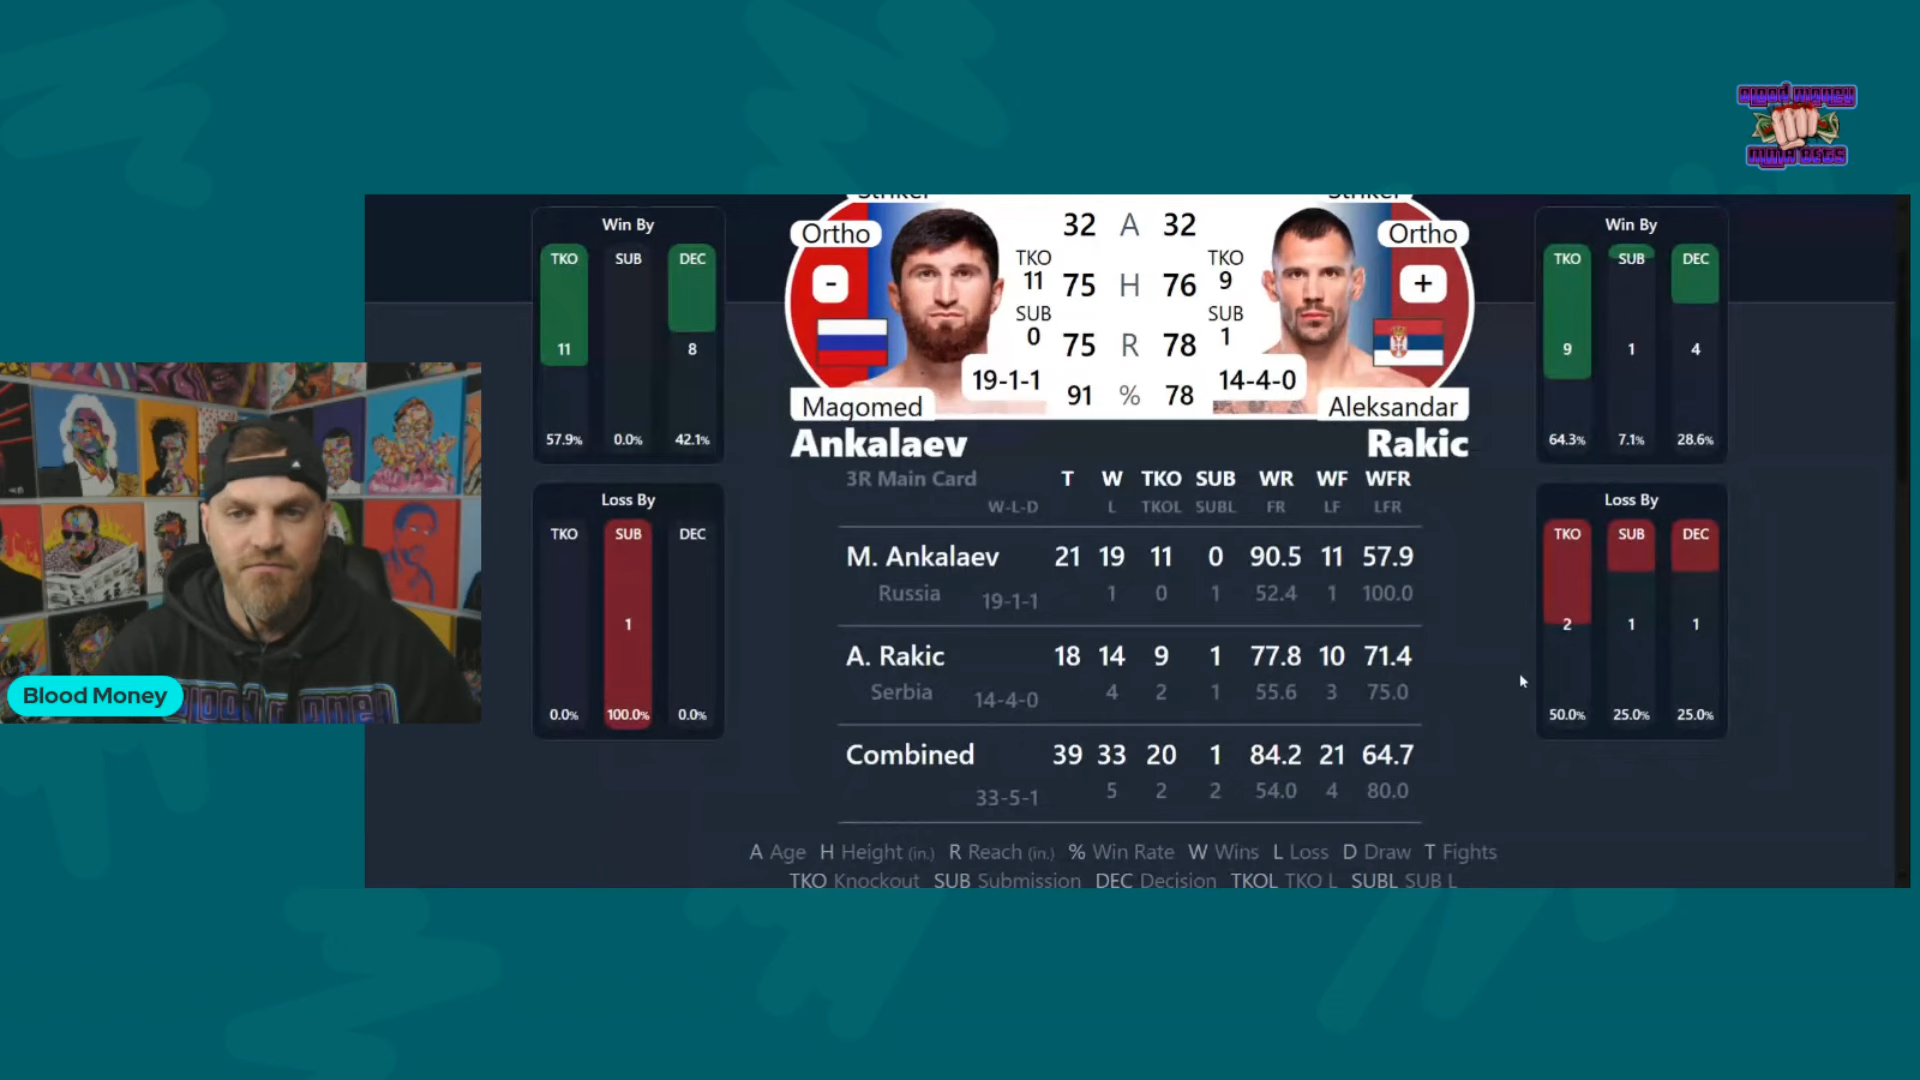 BLOOD MONEY
MMA BETS
Striker
Striker
Win By
TKO SUB DEC
11 8
57.9% 0.0% 42.1%
Loss By
TKO SUB DEC
1
0.0% 100.0% 0.0%
Ortho
-
TKO
11
SUB
0
19-1-1
Magomed
Ankalaev
32 A 32
75 H 76
75 R 78
91 % 78
Ortho
+
TKO
9
SUB
1
14-4-0
Aleksandar
Rakic
Win By
TKO SUB DEC
9 1 4
64.3% 7.1% 28.6%
Loss By
TKO SUB DEC
2 1 1
50.0% 25.0% 25.0%
3R Main Card T W TKO SUB WR WF WFR
W-L-D L TKOL SUBL FR LF LFR
M. Ankalaev 21 19 11 0 90.5 11 57.9
Russia 19-1-1 1 0 1 52.4 1 100.0
A. Rakic 18 14 9 1 77.8 10 71.4
Serbia 14-4-0 4 2 1 55.6 3 75.0
Combined 39 33 20 1 84.2 21 64.7
33-5-1 5 2 2 54.0 4 80.0
A Age H Height (in.) R Reach (in.) % Win Rate W Wins L Loss D Draw T Fights
TKO Knockout SUB Submission DEC Decision TKOL TKO L SUBL SUB L
Blood Money